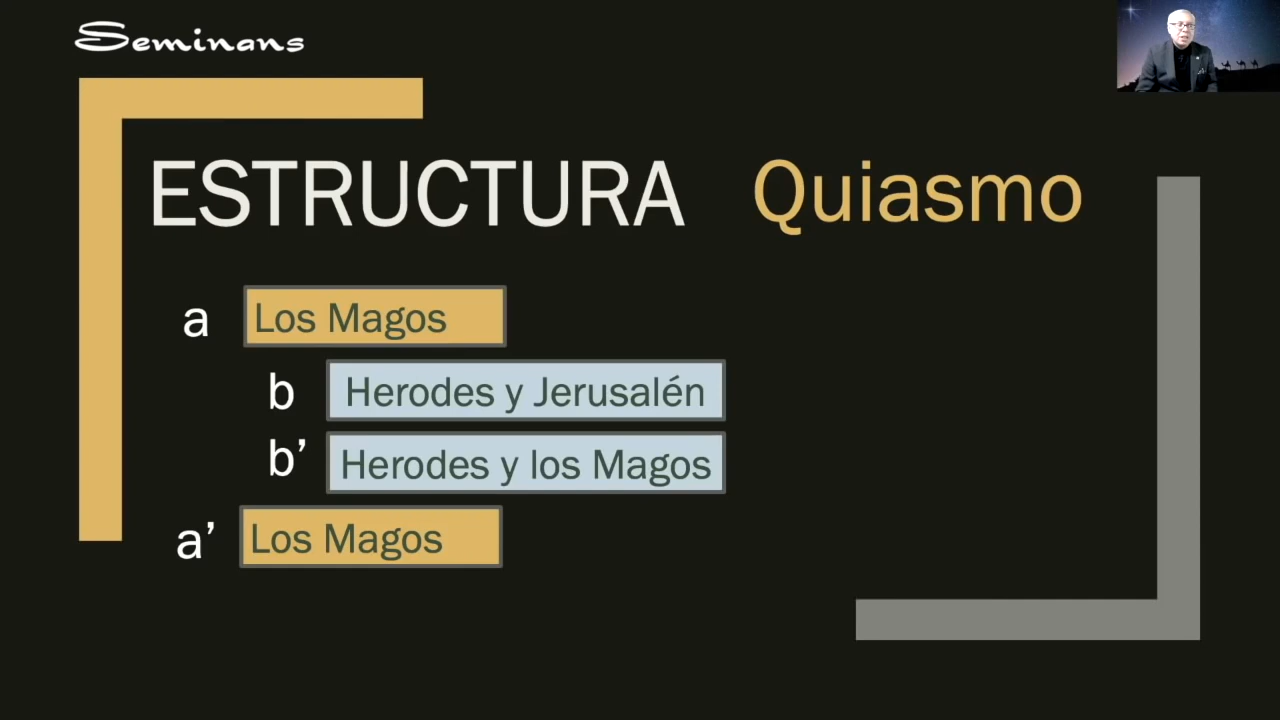 Seminans
ESTRUCTURA Quiasmo
a Los Magos
b Herodes y Jerusalén
b’ Herodes y los Magos
a’ Los Magos